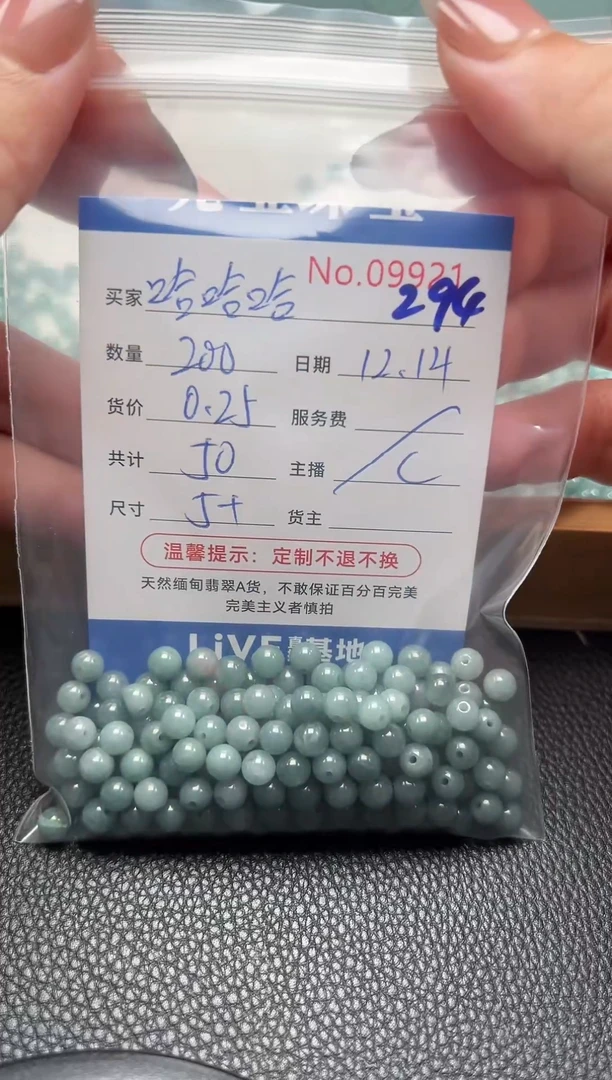 No.09921
买家 哈哈哈 294
数量 200 日期 12.14
货价 0.25 服务费
共计 50 主播 C
尺寸 5+ 货主
温馨提示：定制不退不换
天然缅甸翡翠A货，不敢保证百分百完美
完美主义者慎拍
LiVE 基地